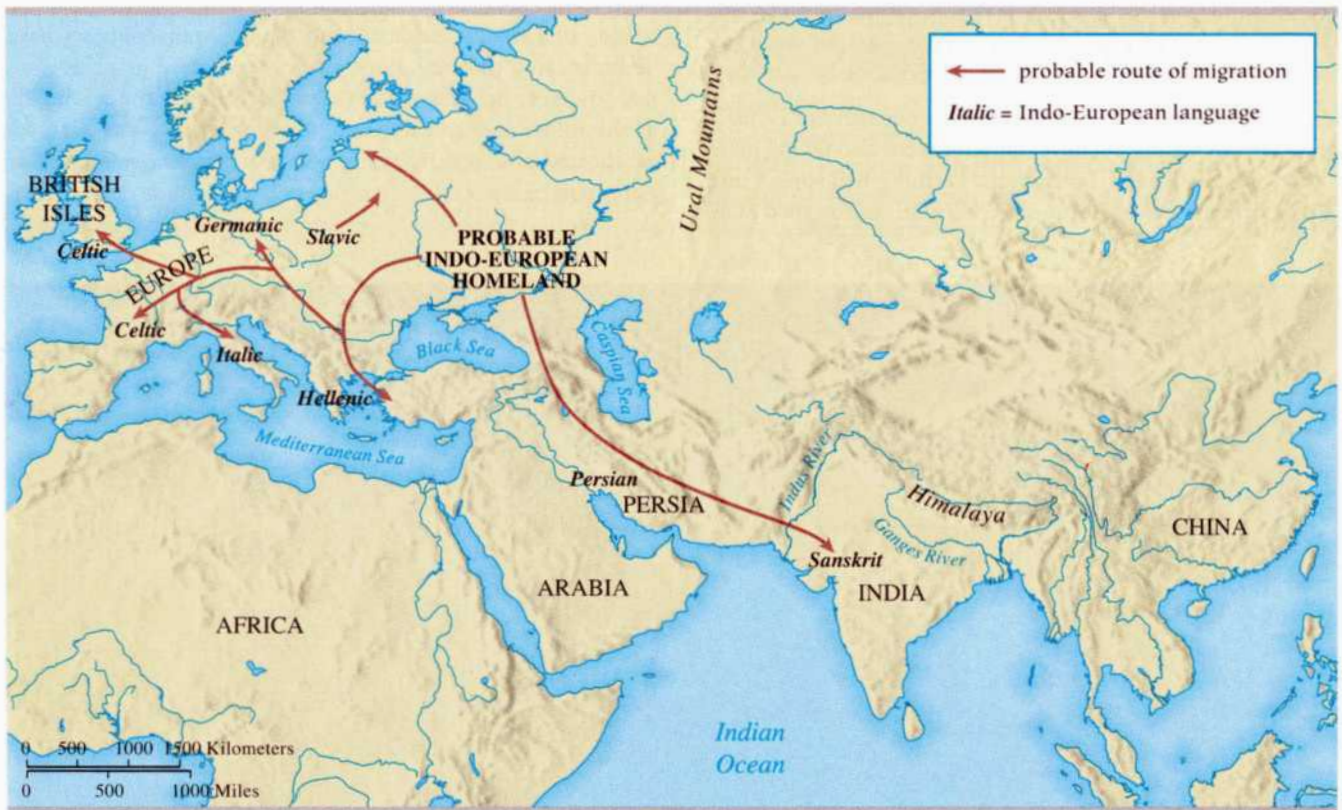 probable route of migration
Italic = Indo-European language
Ural Mountains
BRITISH
ISLES
Celtic
Germanic
Slavic
PROBABLE
INDO-EUROPEAN
HOMELAND
EUROPE
Celtic
Italic
Black Sea
Caspian Sea
Hellenic
Mediterranean Sea
Persian
PERSIA
Indus River
Himalaya
Ganges River
CHINA
Sanskrit
INDIA
ARABIA
AFRICA
Indian
Ocean
0 500 1000 1500 Kilometers
0 500 1000 Miles